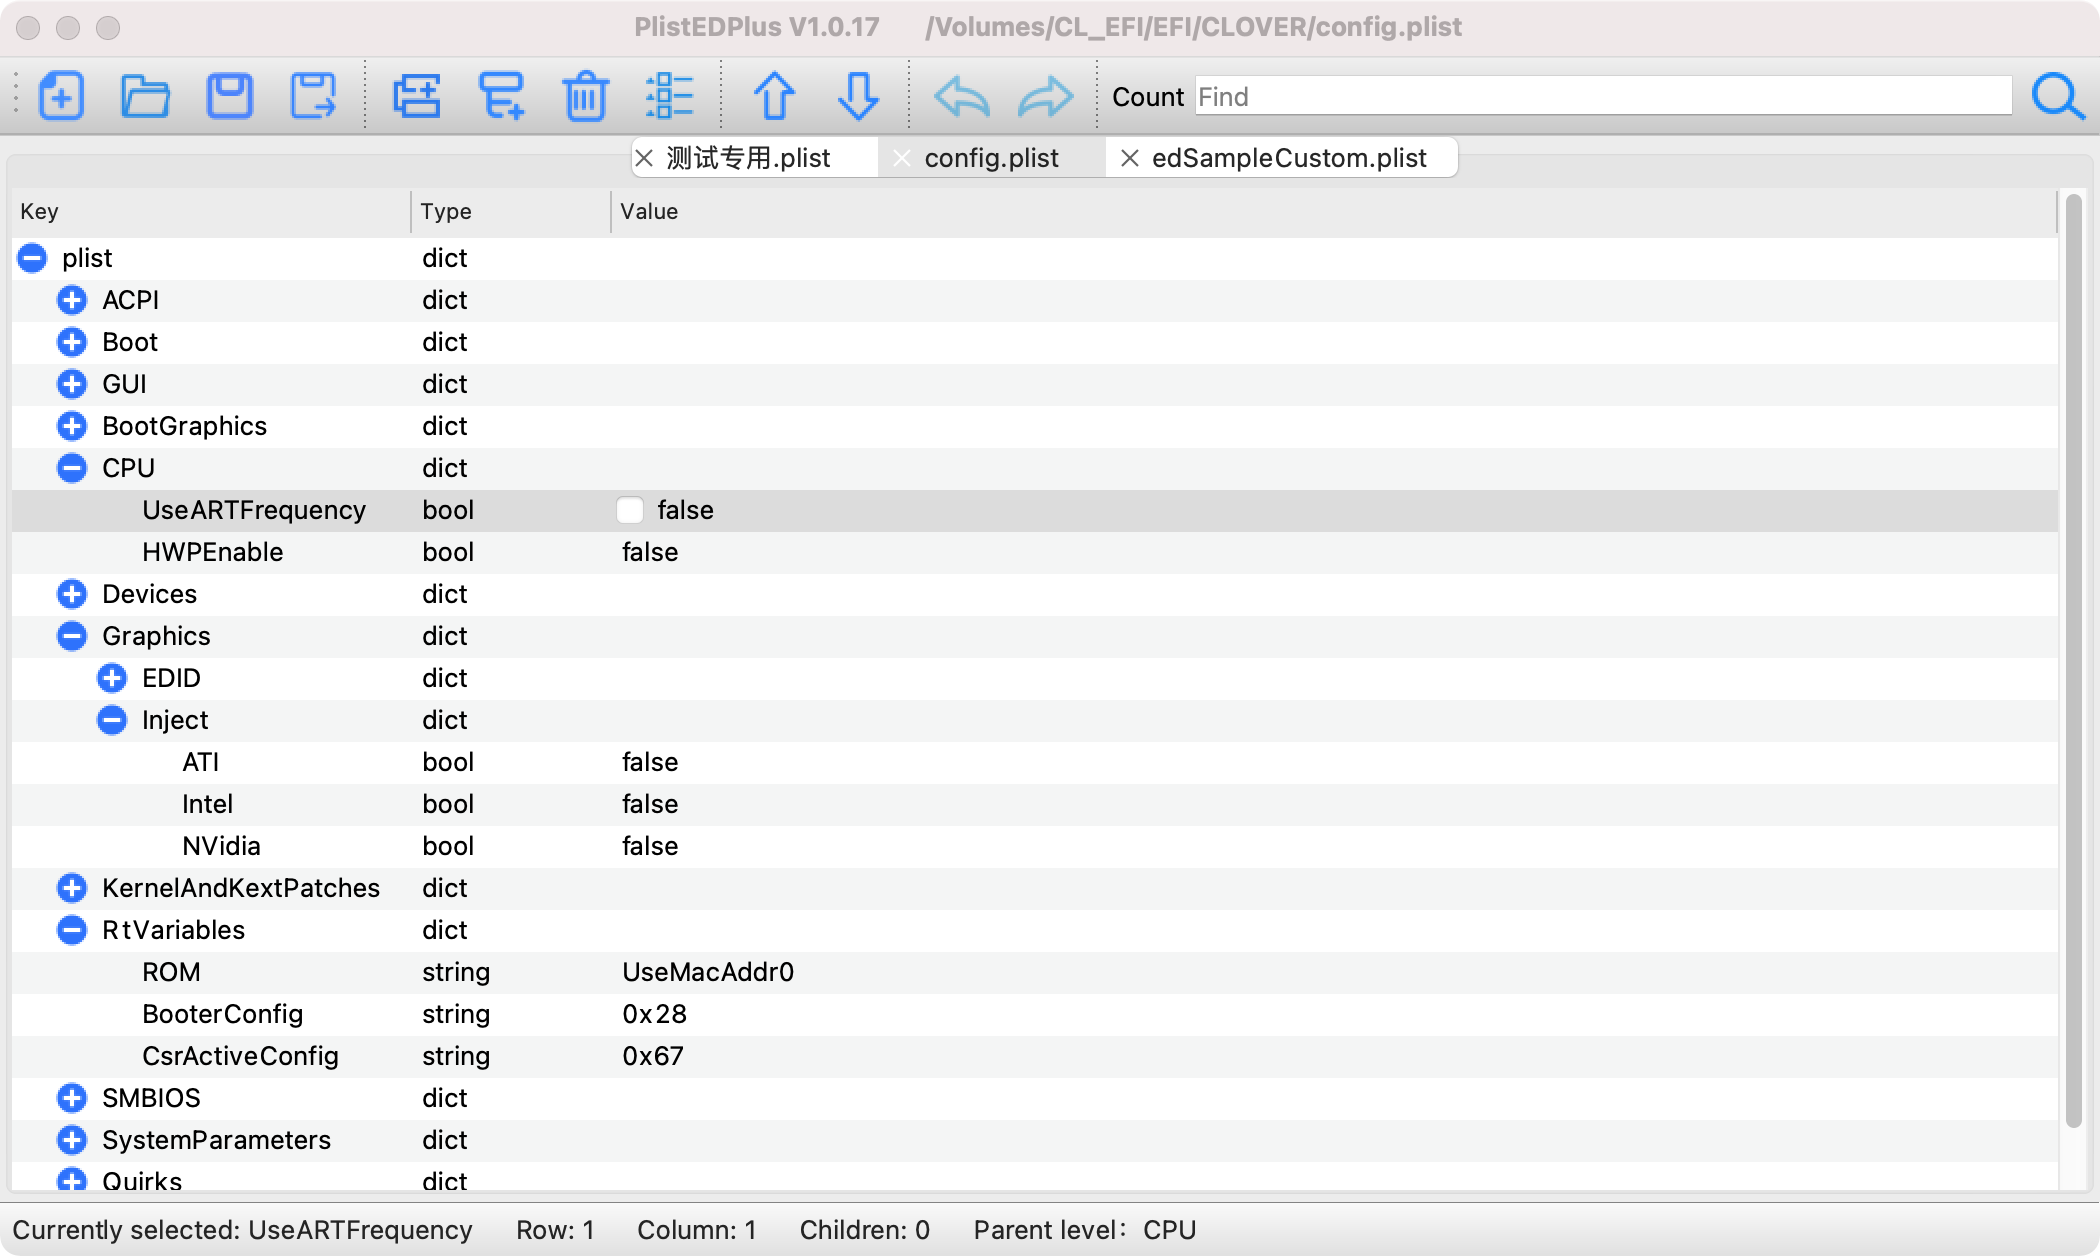 PlistEDPlus V1.0.17 /Volumes/CL_EFI/EFI/CLOVER/config.plist
Count Find
测试专用.plist config.plist edSampleCustom.plist
Key Type Value
plist dict
ACPI dict
Boot dict
GUI dict
BootGraphics dict
CPU dict
UseARTFrequency bool false
HWPEnable bool false
Devices dict
Graphics dict
EDID dict
Inject dict
ATI bool false
Intel bool false
NVidia bool false
KernelAndKextPatches dict
RtVariables dict
ROM string UseMacAddr0
BooterConfig string 0x28
CsrActiveConfig string 0x67
SMBIOS dict
SystemParameters dict
Quirks dict
Currently selected: UseARTFrequency Row: 1 Column: 1 Children: 0 Parent level：CPU